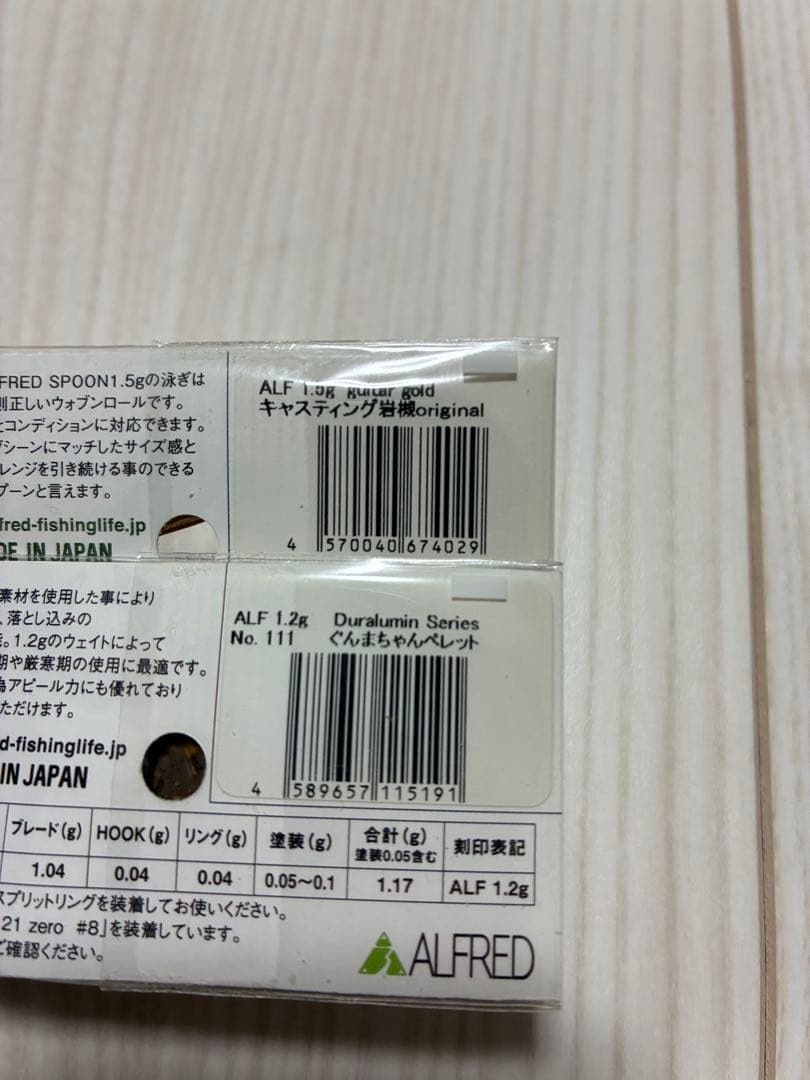 FRED SPOON1.5gの泳ぎは
則正しいウォブンロールです。
コンディションに対応できます。
シーンにマッチしたサイズ感と
レンジを引き続ける事のできる
プーンと言えます。
fred-fishinglife.jp
DE IN JAPAN
ALF 1.5g guitar gold
キャスティング岩槻original
4 570040 674029
素材を使用した事により
、落とし込みの
。1.2gのウェイトによって
期や厳寒期の使用に最適です。
アピール力にも優れており
ただけます。
d-fishinglife.jp
IN JAPAN
ALF 1.2g Duralumin Series
No. 111 ぐんまちゃんペレット
4 589657 115191
ブレード(g) HOOK(g) リング(g) 塗装(g) 合計(g) 塗装0.05含む 刻印表記
1.04 0.04 0.04 0.05〜0.1 1.17 ALF 1.2g
スプリットリングを装着してお使いください。
21 zero #8」を装着しています。
ご確認ください。
ALFRED